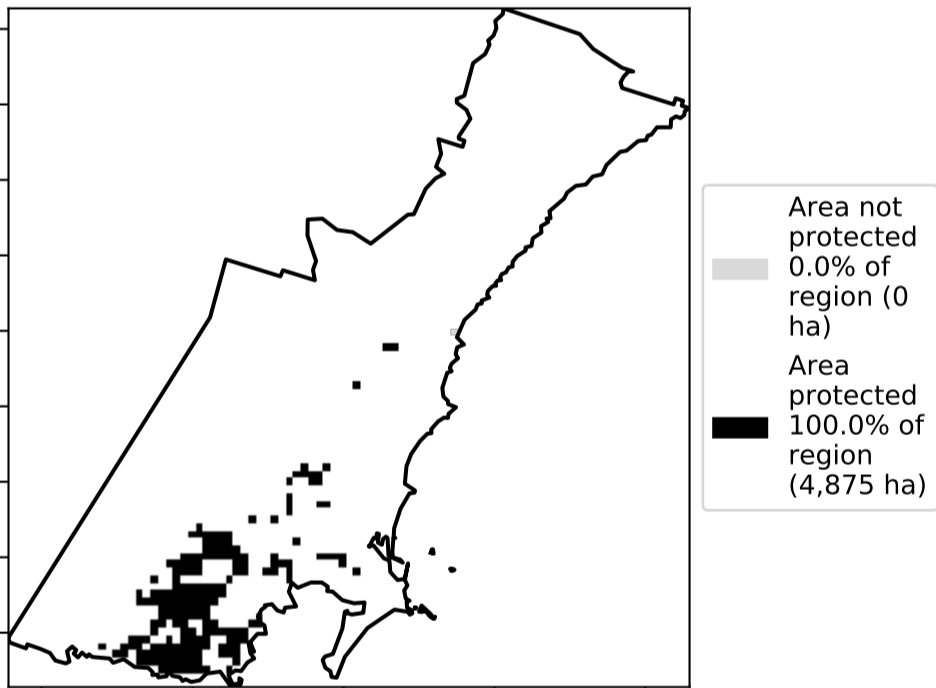 Area not
protected
0.0% of
region (0
ha)
Area
protected
100.0% of
region
(4,875 ha)